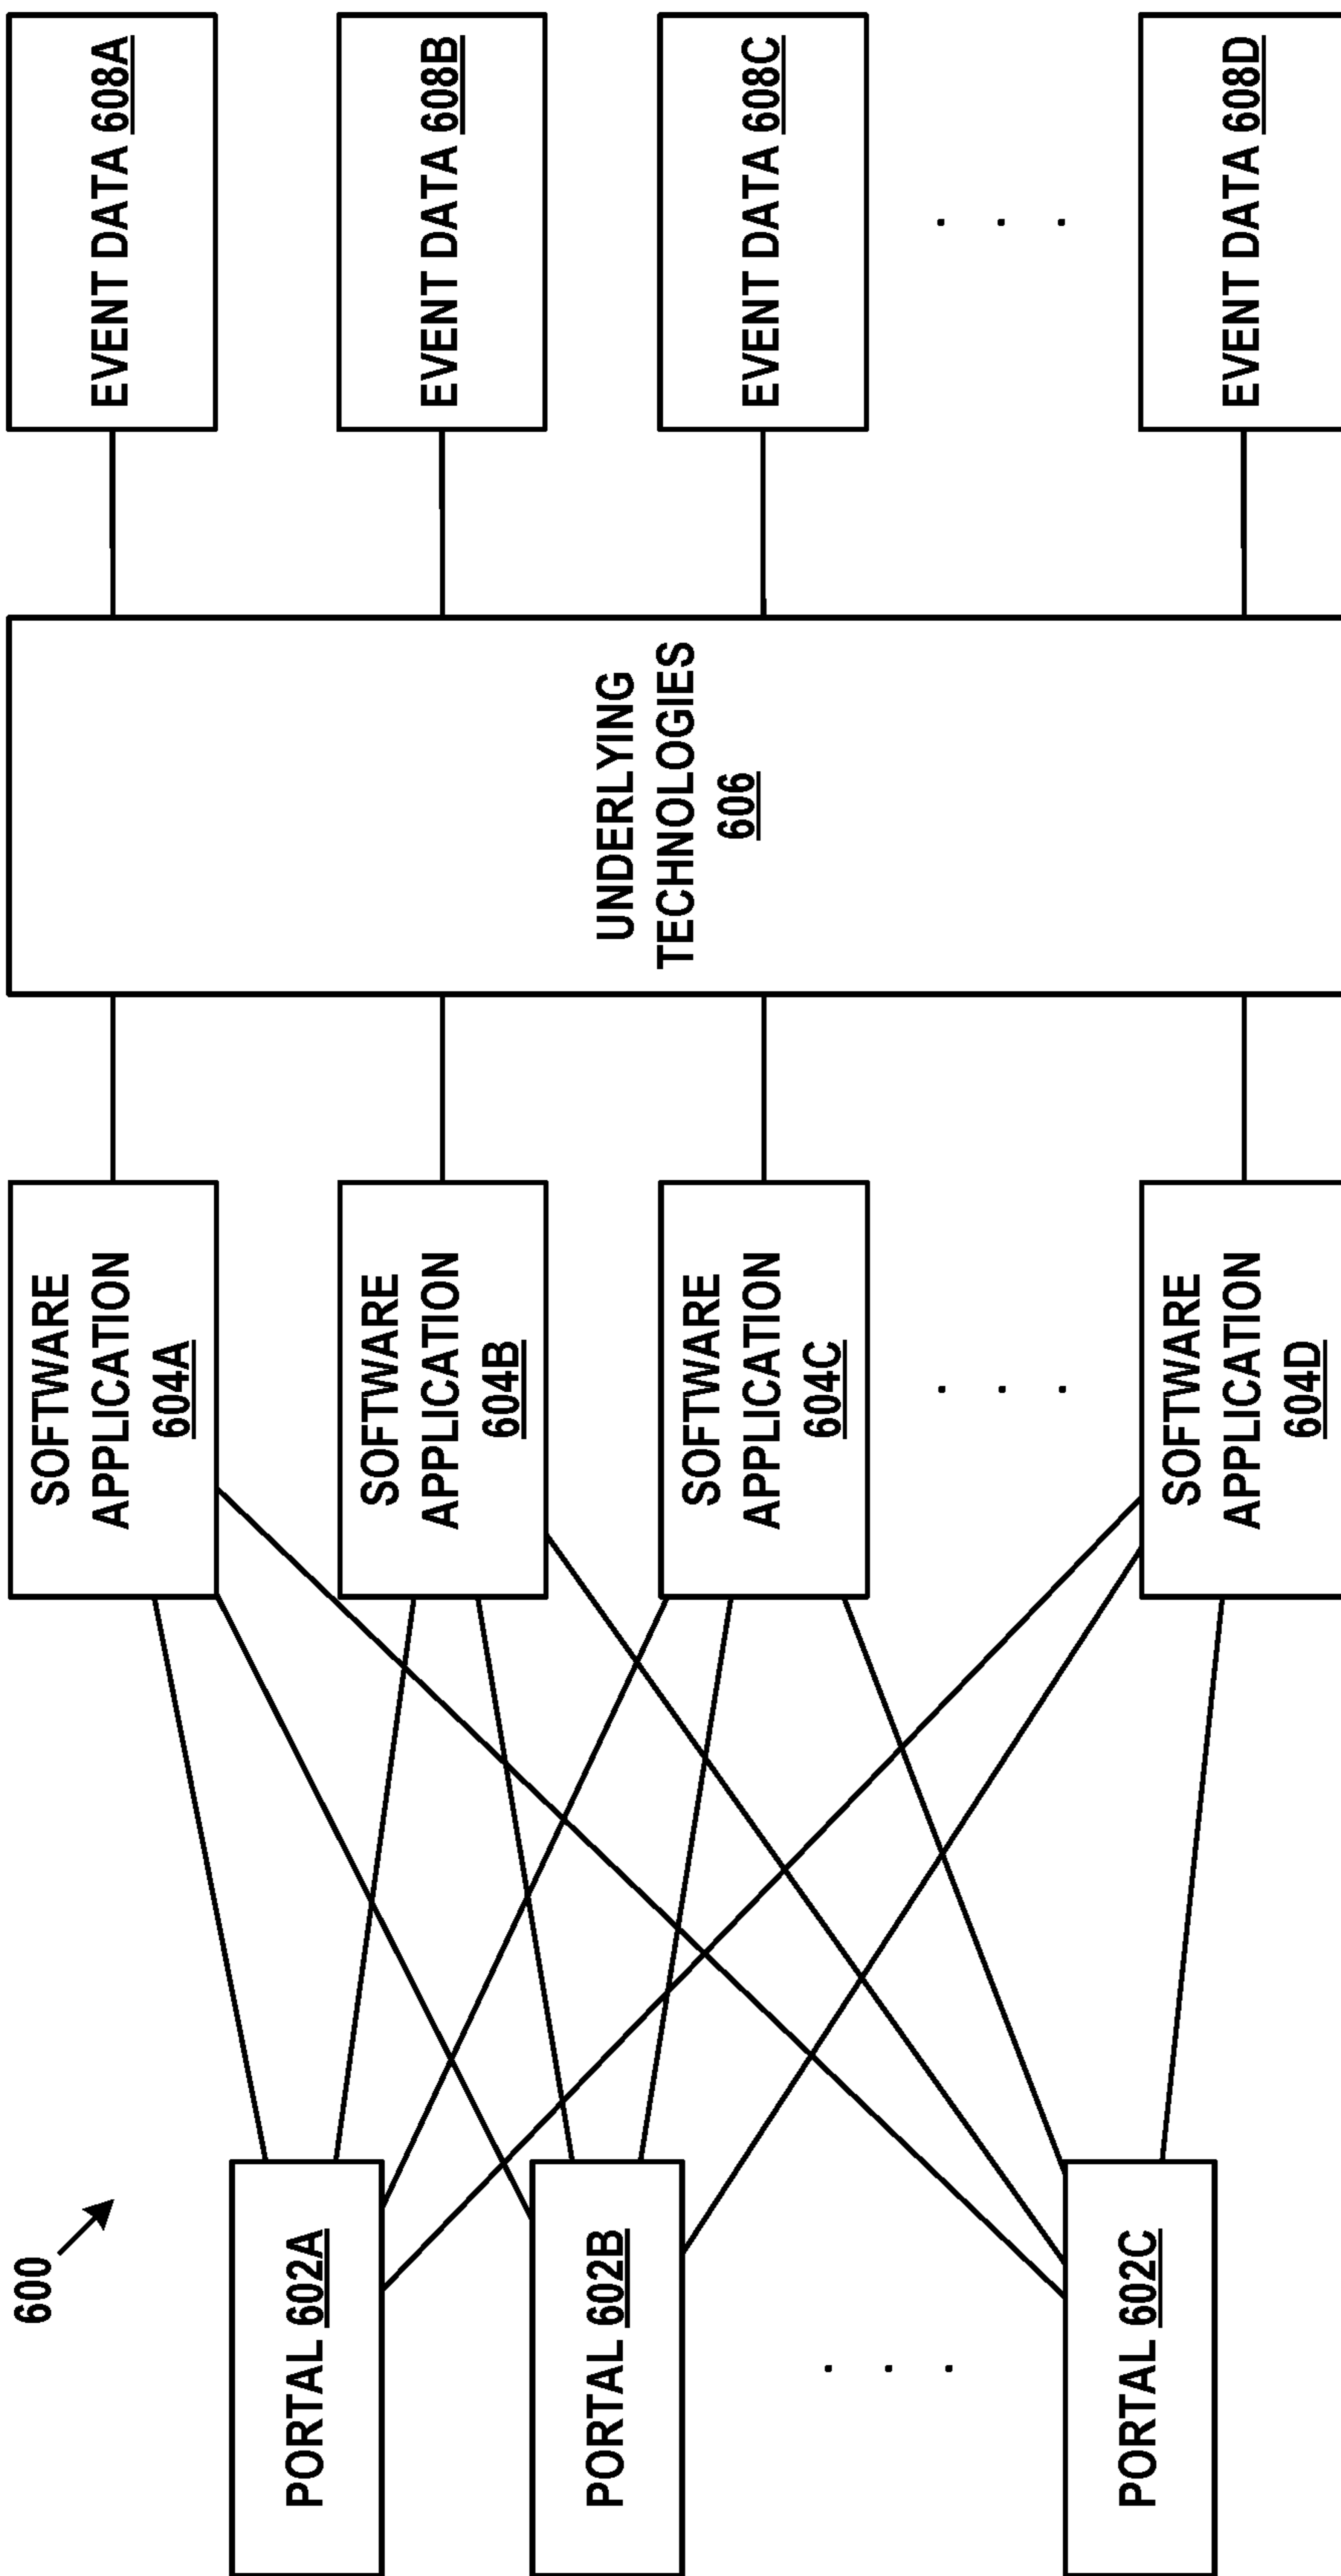 600
PORTAL 602A
PORTAL 602B
PORTAL 602C
SOFTWARE
APPLICATION
604A
SOFTWARE
APPLICATION
604B
SOFTWARE
APPLICATION
604C
SOFTWARE
APPLICATION
604D
UNDERLYING
TECHNOLOGIES
606
EVENT DATA 608A
EVENT DATA 608B
EVENT DATA 608C
EVENT DATA 608D